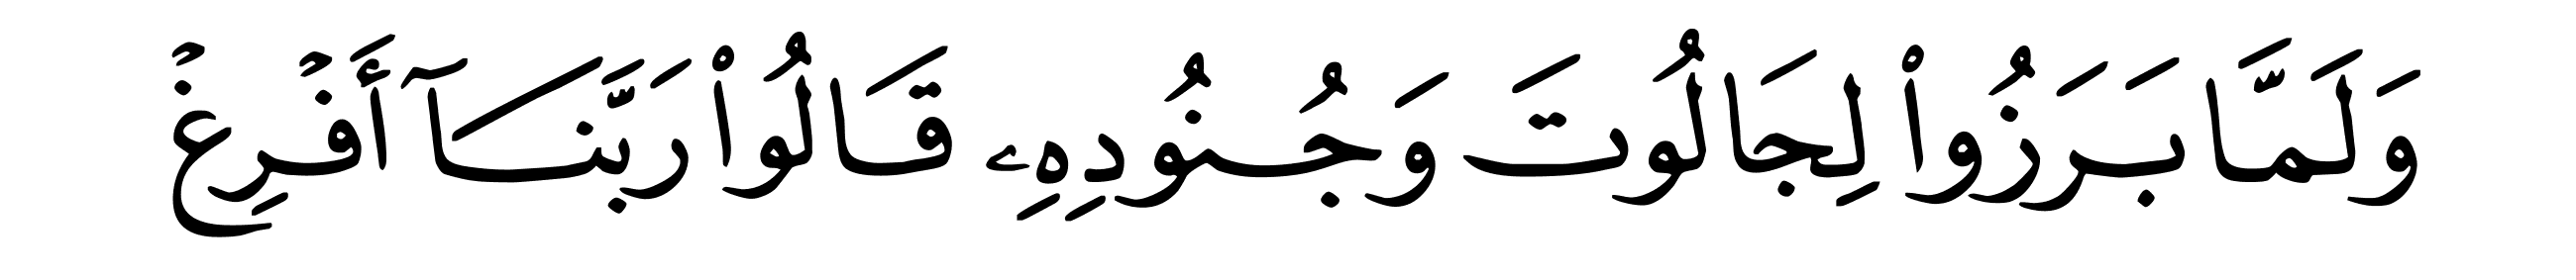 وَلَمَّا بَرَزُوا۟ لِجَالُوتَ وَجُنُودِهِۦ قَالُوا۟ رَبَّنَآ أَفْرِغْ